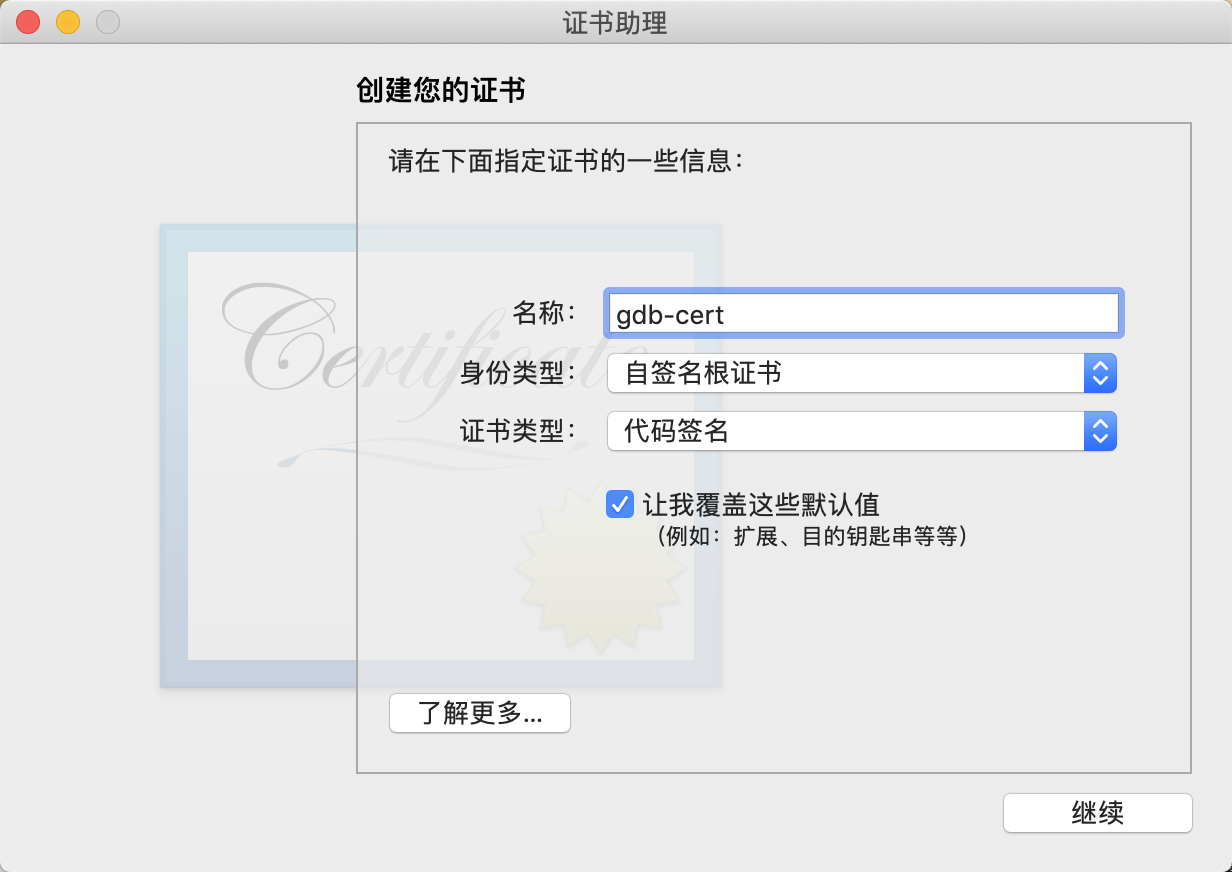 证书助理
创建您的证书
请在下面指定证书的一些信息：
Certificate
名称： gdb-cert
身份类型： 自签名根证书
证书类型： 代码签名
让我覆盖这些默认值
（例如：扩展、目的钥匙串等等）
了解更多...
继续